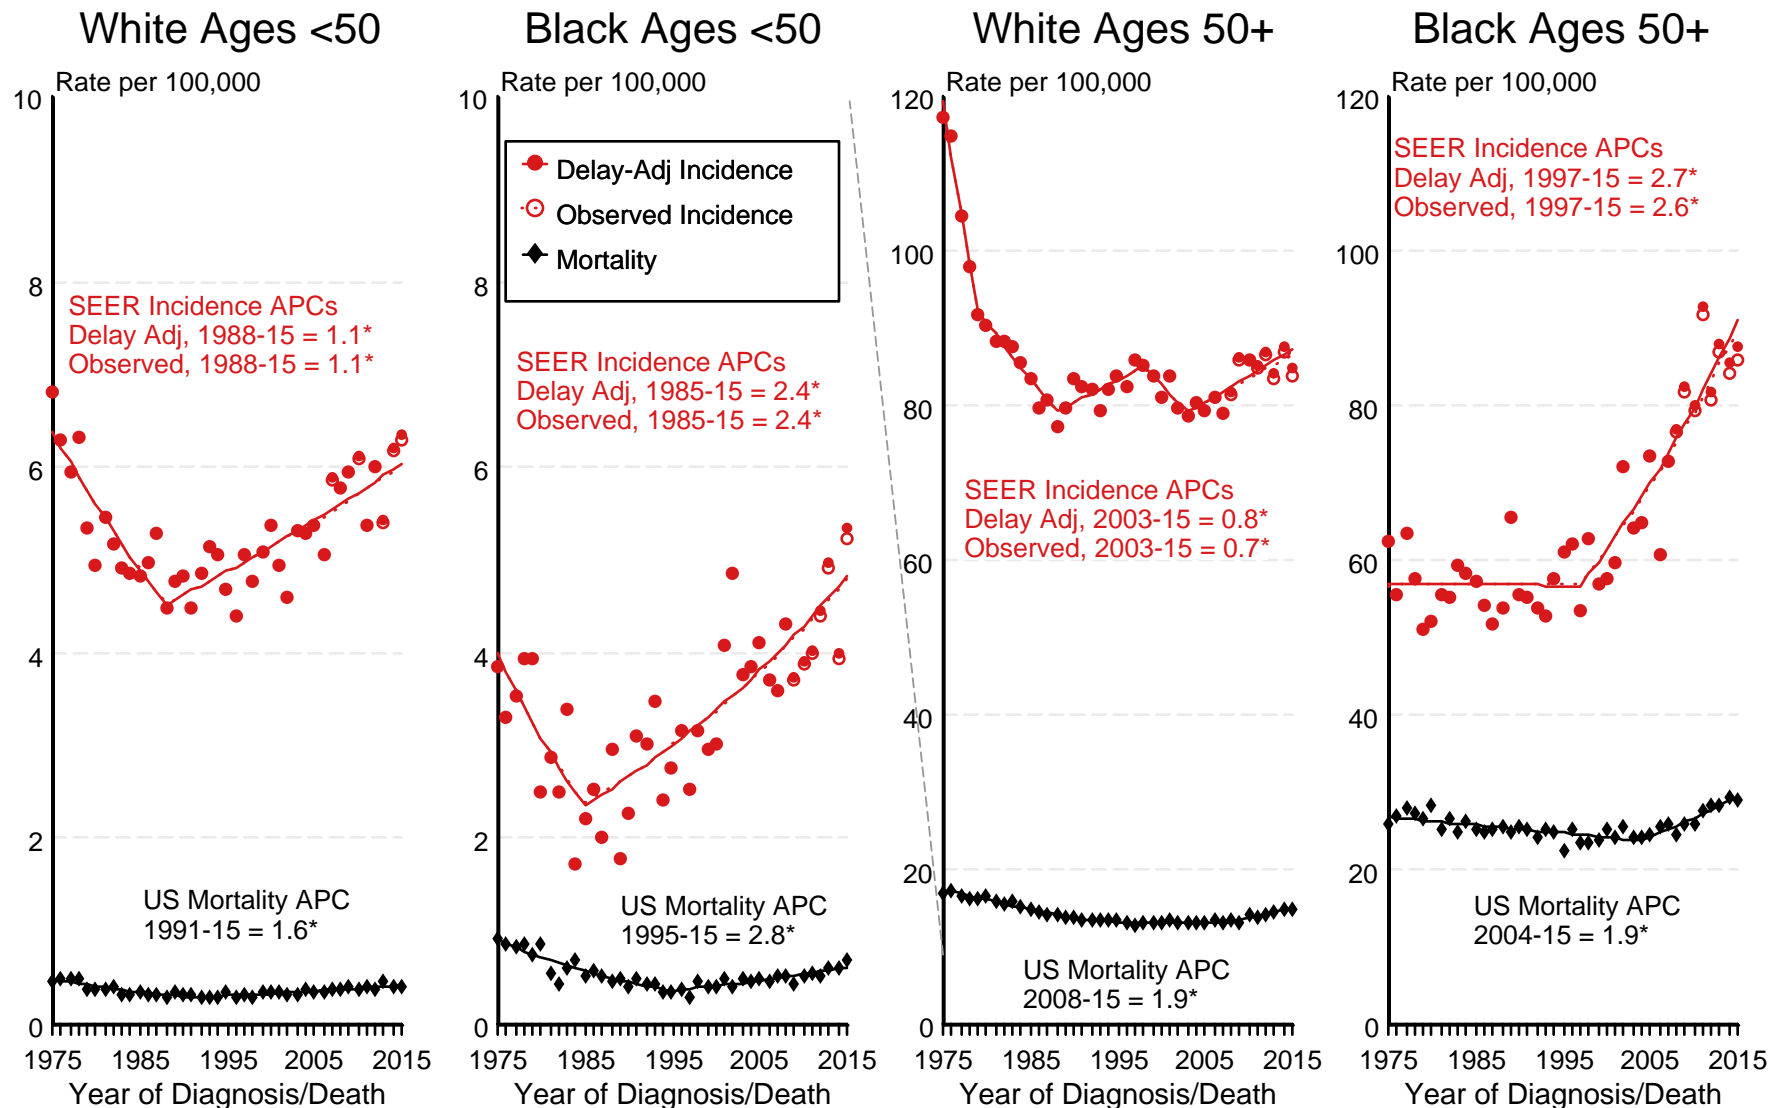 White Ages <50
Rate per 100,000
10
8
6
4
2
0
SEER Incidence APCs
Delay Adj, 1988-15 = 1.1*
Observed, 1988-15 = 1.1*
US Mortality APC
1991-15 = 1.6*
1975 1985 1995 2005 2015
Year of Diagnosis/Death
Black Ages <50
Rate per 100,000
10
8
6
4
2
0
Delay-Adj Incidence
Observed Incidence
Mortality
SEER Incidence APCs
Delay Adj, 1985-15 = 2.4*
Observed, 1985-15 = 2.4*
US Mortality APC
1995-15 = 2.8*
1975 1985 1995 2005 2015
Year of Diagnosis/Death
White Ages 50+
Rate per 100,000
120
100
80
60
40
20
0
SEER Incidence APCs
Delay Adj, 2003-15 = 0.8*
Observed, 2003-15 = 0.7*
US Mortality APC
2008-15 = 1.9*
1975 1985 1995 2005 2015
Year of Diagnosis/Death
Black Ages 50+
Rate per 100,000
120
100
80
60
40
20
0
SEER Incidence APCs
Delay Adj, 1997-15 = 2.7*
Observed, 1997-15 = 2.6*
US Mortality APC
2004-15 = 1.9*
1975 1985 1995 2005 2015
Year of Diagnosis/Death